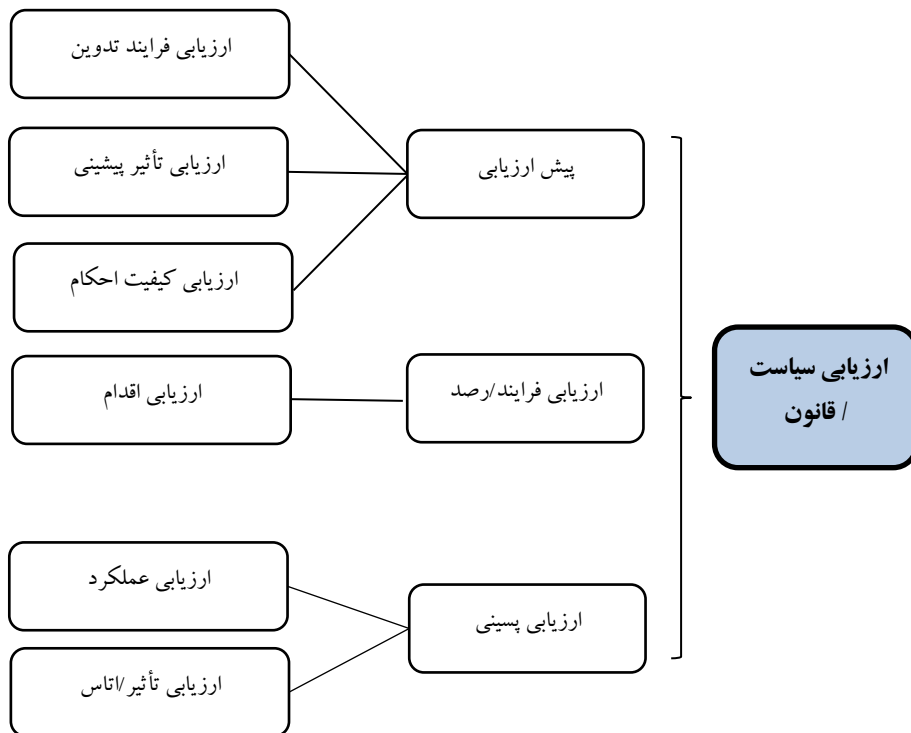 ارزیابی سیاست
/ قانون
پیش ارزیابی
ارزیابی فرایند تدوین
ارزیابی تأثیر پیشینی
ارزیابی کیفیت احکام
ارزیابی فرایند/رصد
ارزیابی اقدام
ارزیابی پسینی
ارزیابی عملکرد
ارزیابی تأثیر/اتاس